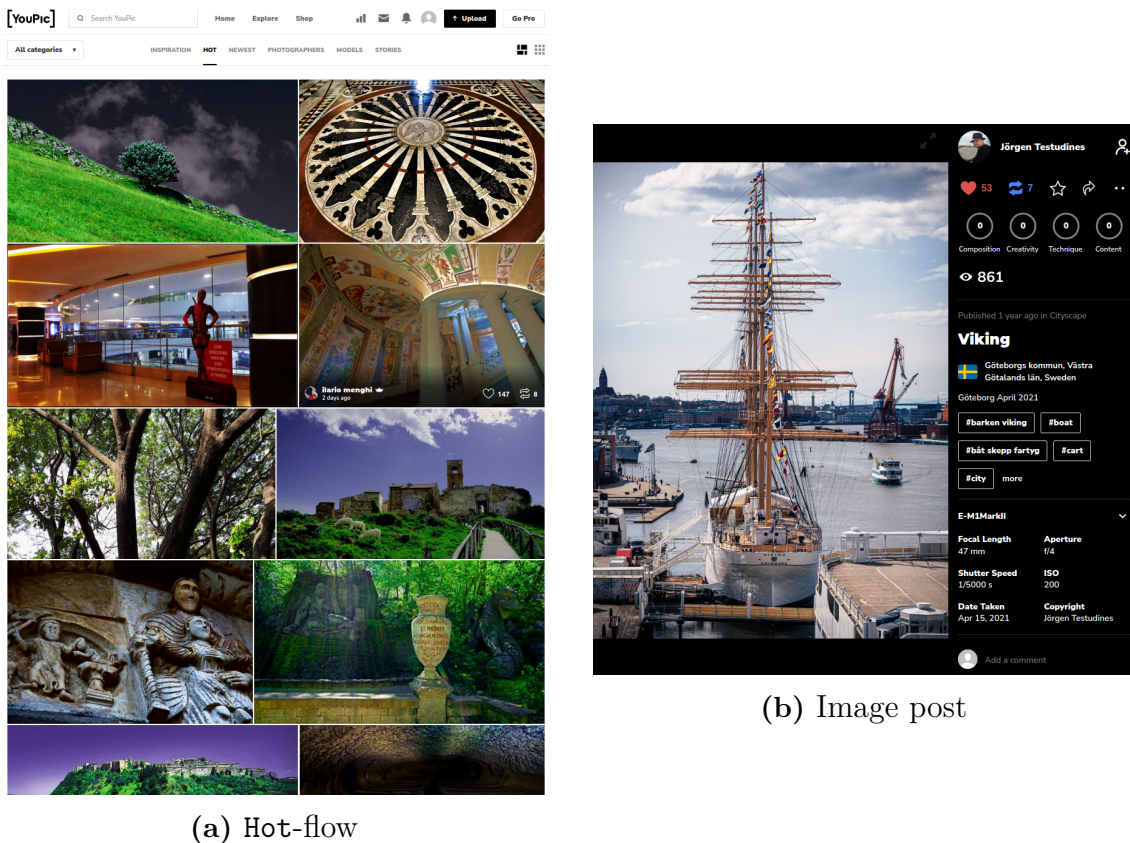 [YouPic]
Search YouPic
Home Explore Shop
↑ Upload
Go Pro
All categories ▾
INSPIRATION HOT NEWEST PHOTOGRAPHERS MODELS STORIES
ilario menghi
2 days ago
147 8
(a) Hot-flow
Jörgen Testudines
53 7
0 0 0 0
Composition Creativity Technique Content
861
Published 1 year ago in Cityscape
Viking
Göteborgs kommun, Västra
Götalands län, Sweden
Göteborg April 2021
#barken viking #boat
#båt skepp fartyg #cart
#city more
E-M1MarkII
Focal Length Aperture
47 mm f/4
Shutter Speed ISO
1/5000 s 200
Date Taken Copyright
Apr 15, 2021 Jörgen Testudines
Add a comment
(b) Image post